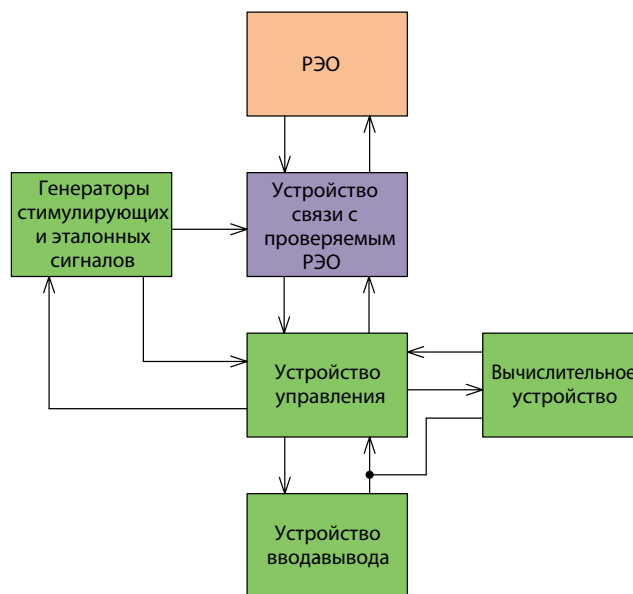 РЭО
Генераторы
стимулирующих
и эталонных
сигналов
Устройство
связи с
проверяемым
РЭО
Устройство
управления
Вычислительное
устройство
Устройство
вводавывода